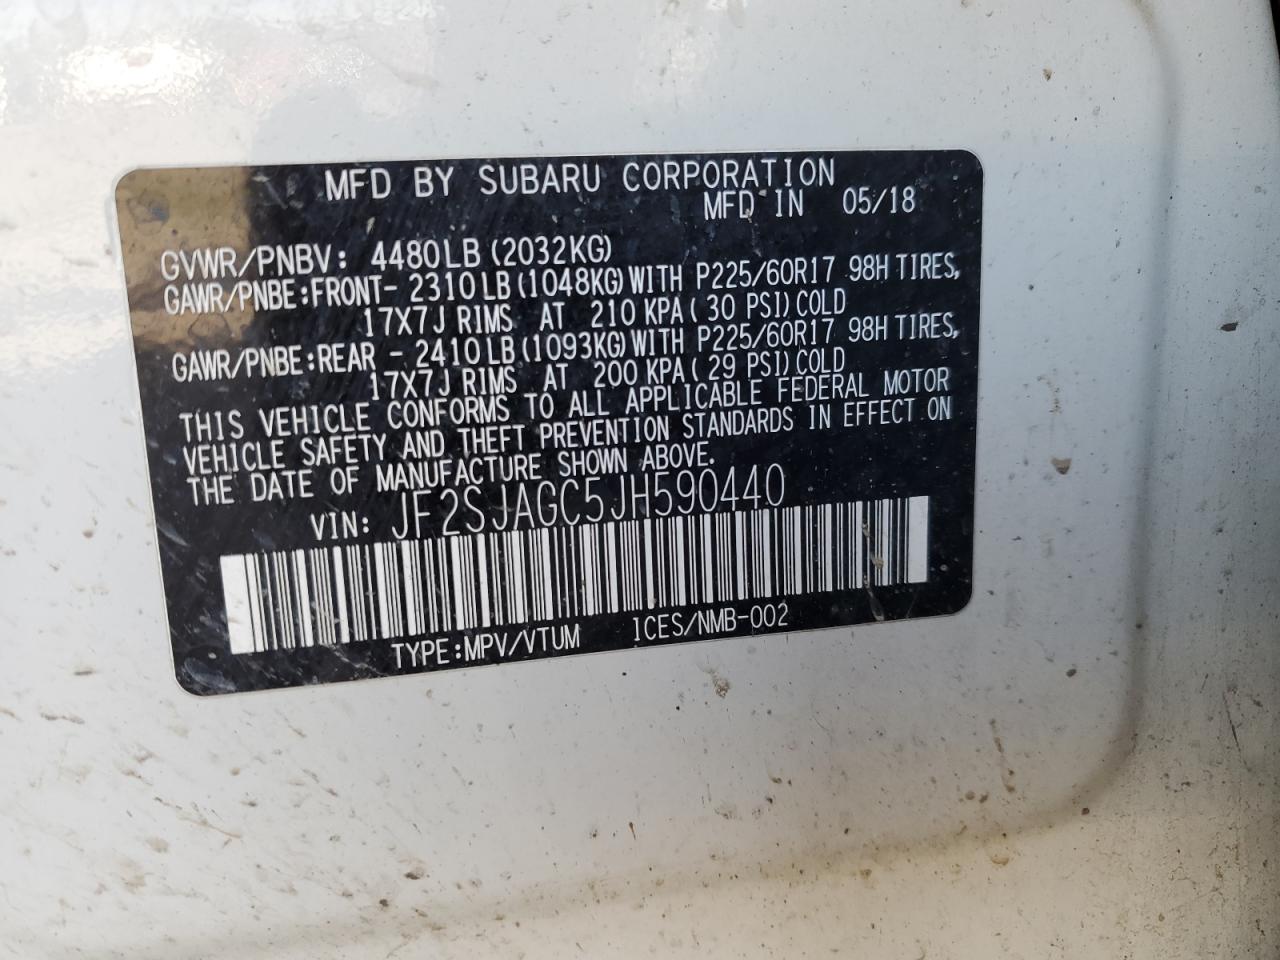 MFD BY SUBARU CORPORATION
MFD IN 05/18
GVWR/PNBV: 4480LB (2032KG)
GAWR/PNBE:FRONT- 2310LB(1048KG)WITH P225/60R17 98H TIRES,
17X7J RIMS AT 210 KPA( 30 PSI)COLD
GAWR/PNBE:REAR - 2410LB(1093KG)WITH P225/60R17 98H TIRES,
17X7J RIMS AT 200 KPA( 29 PSI)COLD
THIS VEHICLE CONFORMS TO ALL APPLICABLE FEDERAL MOTOR
VEHICLE SAFETY AND THEFT PREVENTION STANDARDS IN EFFECT ON
THE DATE OF MANUFACTURE SHOWN ABOVE.
VIN: JF2SJAGC5JH590440
TYPE:MPV/VTUM ICES/NMB-002